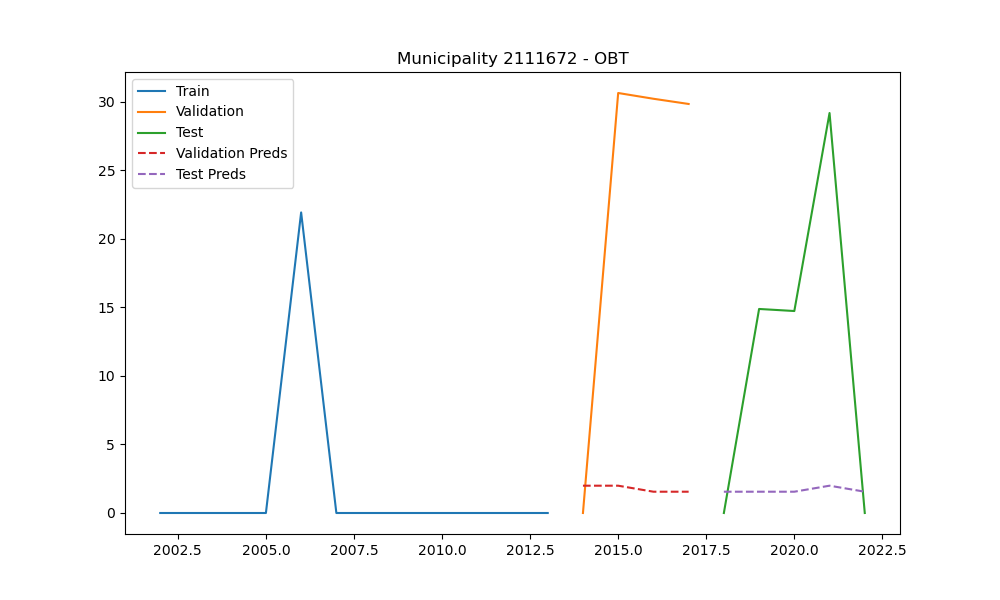 Municipality 2111672 - OBT
Train
Validation
Test
Validation Preds
Test Preds
30
25
20
15
10
5
0
2002.5 2005.0 2007.5 2010.0 2012.5 2015.0 2017.5 2020.0 2022.5